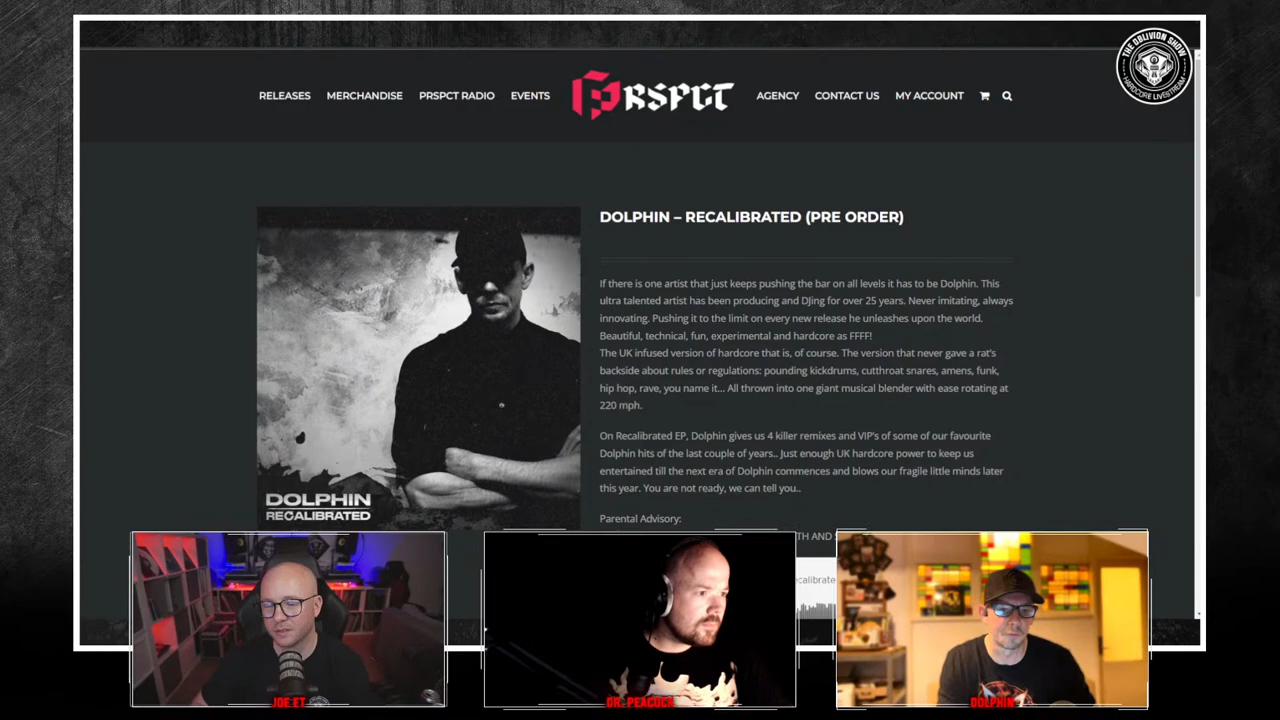 THE OBLIVION SHOW
HARDCORE LIVESTREAM
RELEASES MERCHANDISE PRSPCT RADIO EVENTS PRSPCT AGENCY CONTACT US MY ACCOUNT
DOLPHIN – RECALIBRATED (PRE ORDER)
If there is one artist that just keeps pushing the bar on all levels it has to be Dolphin. This
ultra talented artist has been producing and DJing for over 25 years. Never imitating, always
innovating. Pushing it to the limit on every new release he unleashes upon the world.
Beautiful, technical, fun, experimental and hardcore as FFFF!
The UK infused version of hardcore that is, of course. The version that never gave a rat's
backside about rules or regulations: pounding kickdrums, cutthroat snares, amens, funk,
hip hop, rave, you name it... All thrown into one giant musical blender with ease rotating at
220 mph.
On Recalibrated EP, Dolphin gives us 4 killer remixes and VIP's of some of our favourite
Dolphin hits of the last couple of years.. Just enough UK hardcore power to keep us
entertained till the next era of Dolphin commences and blows our fragile little minds later
this year. You are not ready, we can tell you..
Parental Advisory:
TH AND S
ecalibrate
DOLPHIN
RECALIBRATED
JOE ET
DR. PEACOCK
DOLPHIN